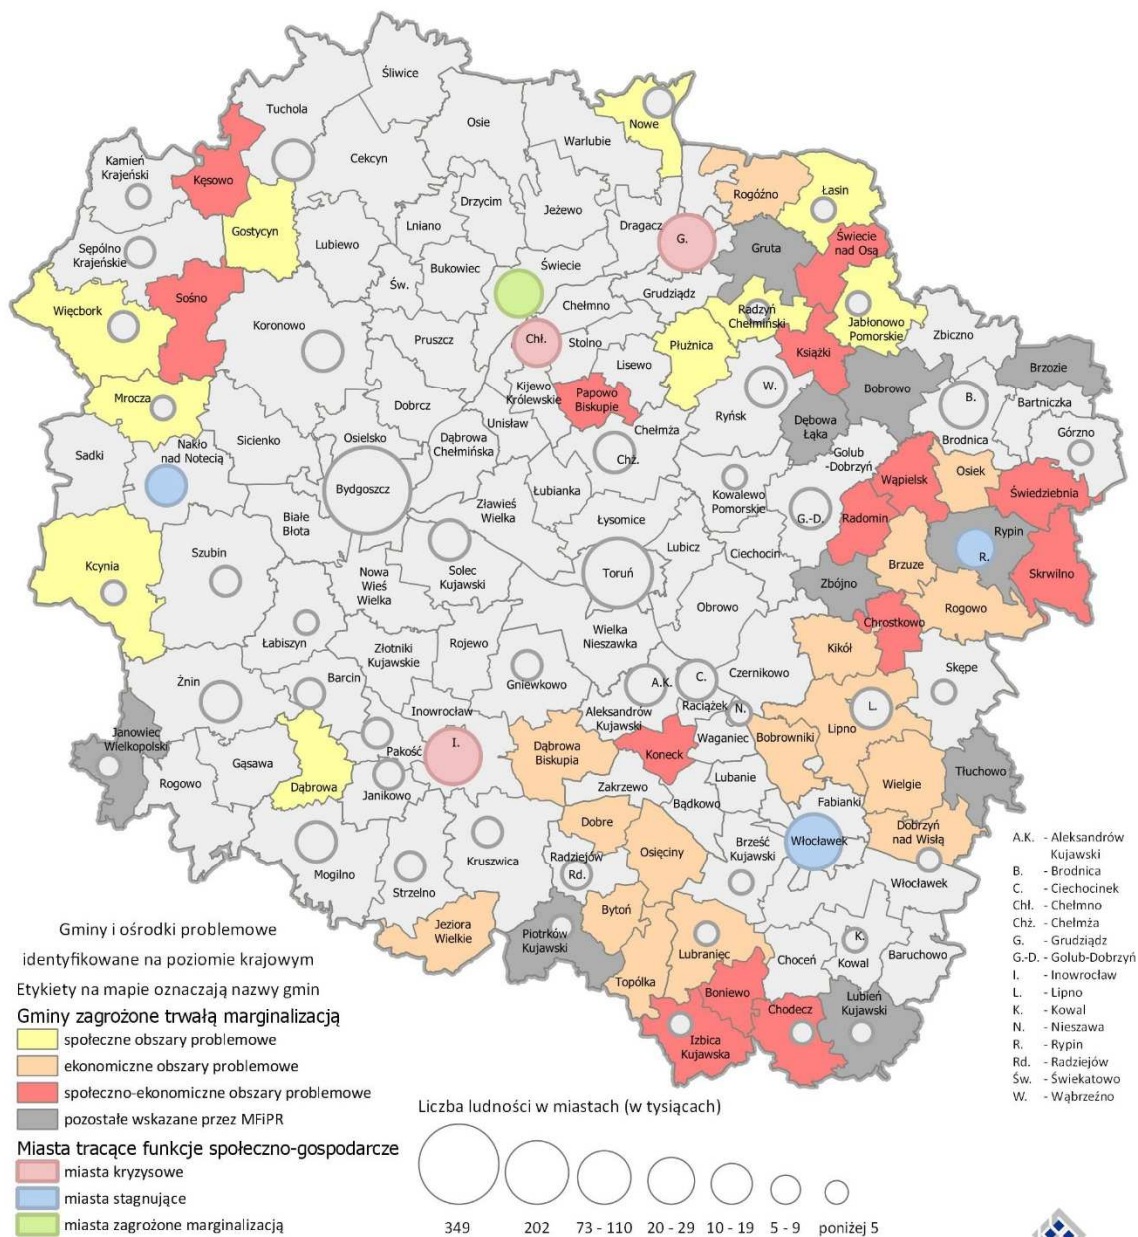 Śliwice
Tuchola
Osie
Nowe
Warlubie
Cekcyn
Kamień
Krajeński
Kęsowo
Rogóźno
Łasin
Drzycim
Jeżewo
Gostycyn
Lniano
Dragacz
Lubiewo
G.
Gruta
Świecie
nad Osą
Sępólno
Krajeńskie
Bukowiec
Świecie
Św.
Sośno
Grudziądz
Więcbork
Chełmno
Radzyń
Chełmiński
Jabłonowo
Pomorskie
Koronowo
Zbiczno
Pruszcz
Chł.
Stolno
Płużnica
Książki
Lisewo
Brzozie
Mrocza
Kijewo
Królewskie
Papowo
Biskupie
W.
Bobrowo
Dobrcz
B.
Bartniczka
Ryńsk
Unisław
Dębowa
Łąka
Chełmża
Górzno
Sadki
Nakło
nad Notecią
Sicienko
Osielsko
Dąbrowa
Chełmińska
Brodnica
Golub
-Dobrzyń
Chż.
Osiek
Wąpielsk
Bydgoszcz
Łubianka
Kowalewo
Pomorskie
Świedziebnia
Zławieś
Wielka
Białe
Błota
Łysomice
G.-D.
Radomin
Rypin
Szubin
Lubicz
Ciechocin
R.
Kcynia
Solec
Kujawski
Brzuze
Nowa
Wieś
Wielka
Toruń
Zbójno
Skrwilno
Obrowo
Rogowo
Chrostkowo
Łabiszyn
Rojewo
Wielka
Nieszawka
Złotniki
Kujawskie
Kikół
Skępe
Żnin
Barcin
Gniewkowo
Czernikowo
A.K.
C.
Raciążek
Inowrocław
Aleksandrów
Kujawski
N.
L.
Lipno
Janowiec
Wielkopolski
Pakość
I.
Waganiec
Bobrowniki
Dąbrowa
Biskupia
Koneck
Gąsawa
Rogowo
Lubanie
Tłuchowo
Dąbrowa
Janikowo
Zakrzewo
Wielgie
Bądkowo
Fabianki
Dobre
Dobrzyń
nad Wisłą
Włocławek
Kruszwica
Osięciny
Brześć
Kujawski
Radziejów
Mogilno
Rd.
Strzelno
Włocławek
Bytoń
Jeziora
Wielkie
Piotrków
Kujawski
K.
Lubraniec
Choceń
Kowal
Baruchowo
Topólka
Boniewo
Chodecz
Lubień
Kujawski
Izbica
Kujawska
A.K. - Aleksandrów
Kujawski
B. - Brodnica
C. - Ciechocinek
Chł. - Chełmno
Chż. - Chełmża
G. - Grudziądz
G.-D. - Golub-Dobrzyń
I. - Inowrocław
L. - Lipno
K. - Kowal
N. - Nieszawa
R. - Rypin
Rd. - Radziejów
Św. - Świekatowo
W. - Wąbrzeźno
Gminy i ośrodki problemowe
identyfikowane na poziomie krajowym
Etykiety na mapie oznaczają nazwy gmin
Gminy zagrożone trwałą marginalizacją
społeczne obszary problemowe
ekonomiczne obszary problemowe
społeczno-ekonomiczne obszary problemowe
pozostałe wskazane przez MFiPR
Miasta tracące funkcje społeczno-gospodarcze
miasta kryzysowe
miasta stagnujące
miasta zagrożone marginalizacją
Liczba ludności w miastach (w tysiącach)
349 202 73 - 110 20 - 29 10 - 19 5 - 9 poniżej 5